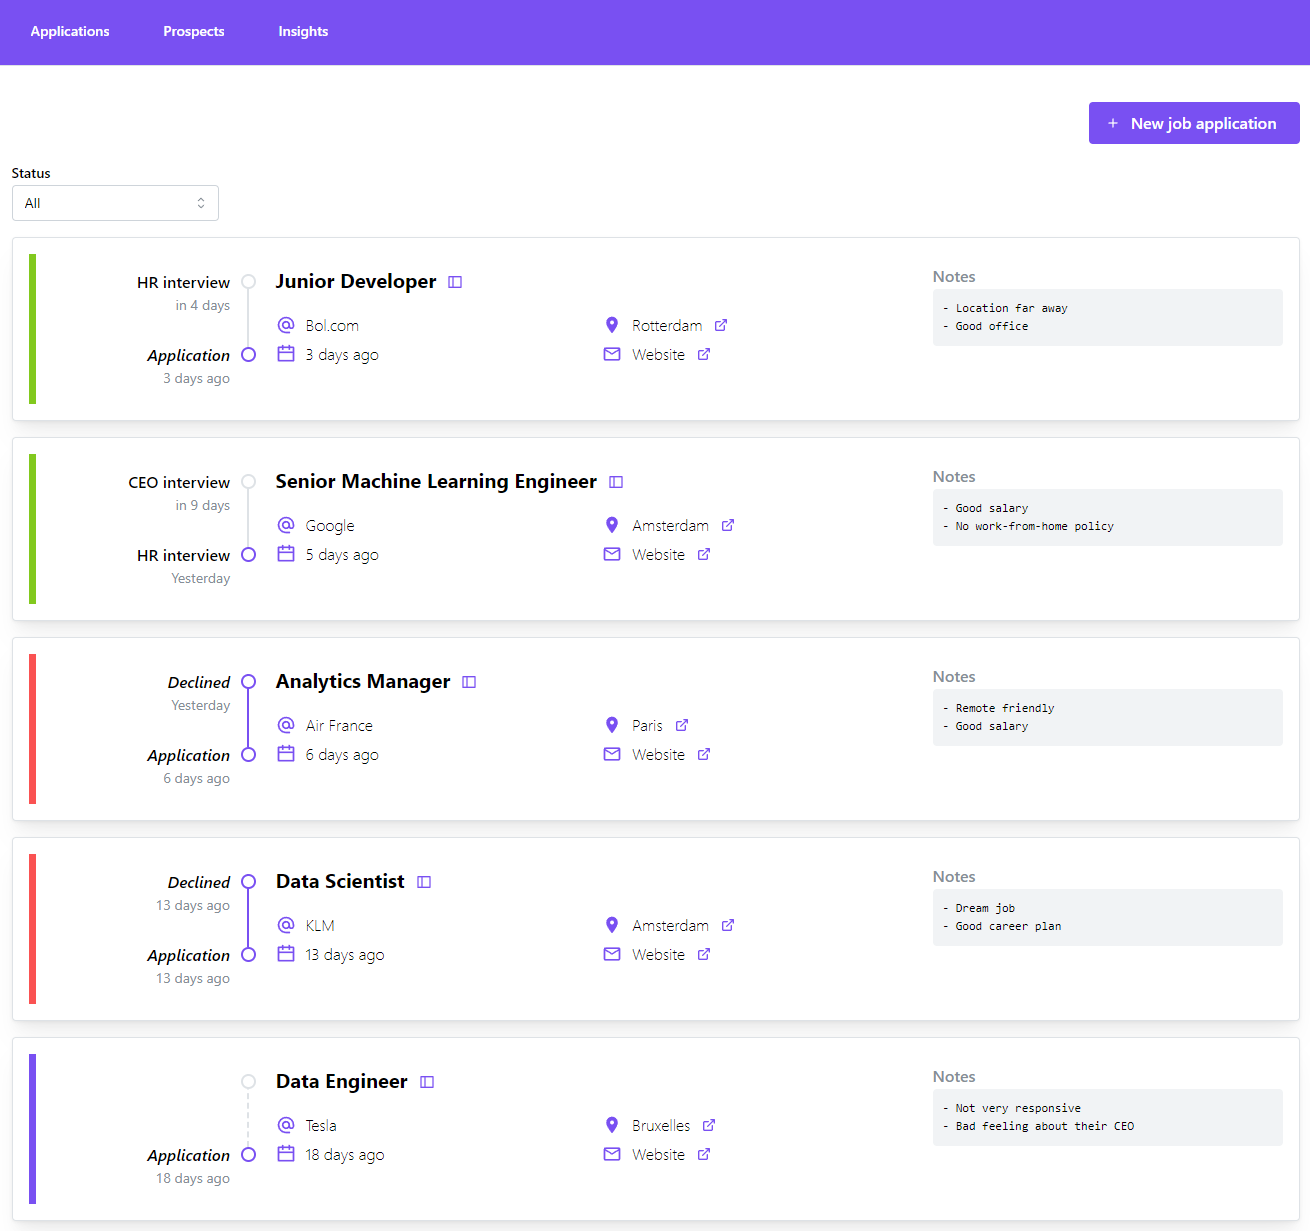 Applications Prospects Insights
+ New job application
Status
All
HR interview
in 4 days
Application
3 days ago
Junior Developer
Bol.com
3 days ago
Rotterdam
Website
Notes
- Location far away
- Good office
CEO interview
in 9 days
HR interview
Yesterday
Senior Machine Learning Engineer
Google
5 days ago
Amsterdam
Website
Notes
- Good salary
- No work-from-home policy
Declined
Yesterday
Application
6 days ago
Analytics Manager
Air France
6 days ago
Paris
Website
Notes
- Remote friendly
- Good salary
Declined
13 days ago
Application
13 days ago
Data Scientist
KLM
13 days ago
Amsterdam
Website
Notes
- Dream job
- Good career plan
Application
18 days ago
Data Engineer
Tesla
18 days ago
Bruxelles
Website
Notes
- Not very responsive
- Bad feeling about their CEO